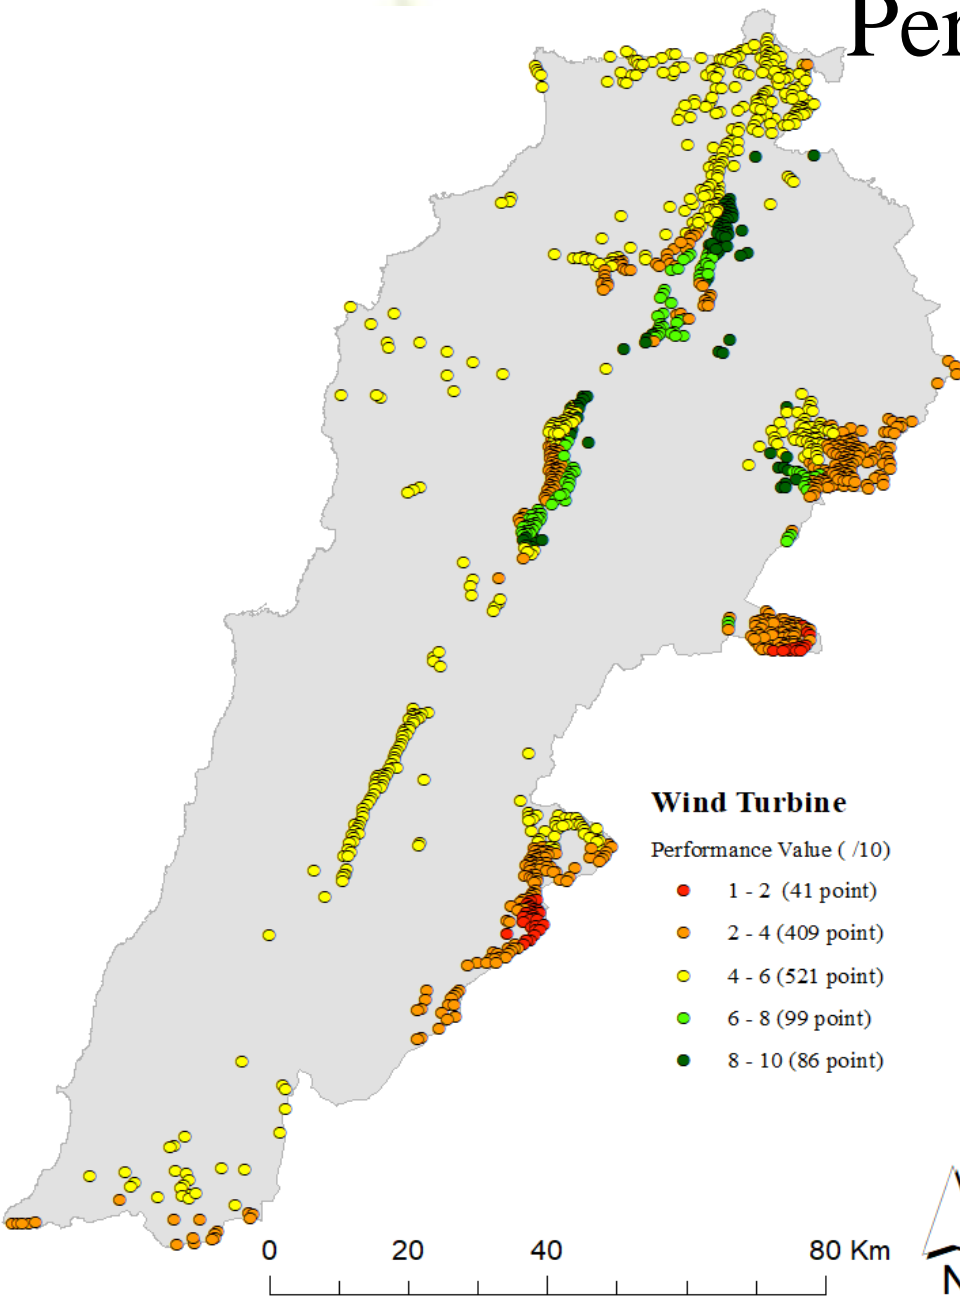 Per
Wind Turbine
Performance Value ( /10)
1 - 2 (41 point)
2 - 4 (409 point)
4 - 6 (521 point)
6 - 8 (99 point)
8 - 10 (86 point)
0 20 40 80 Km
N